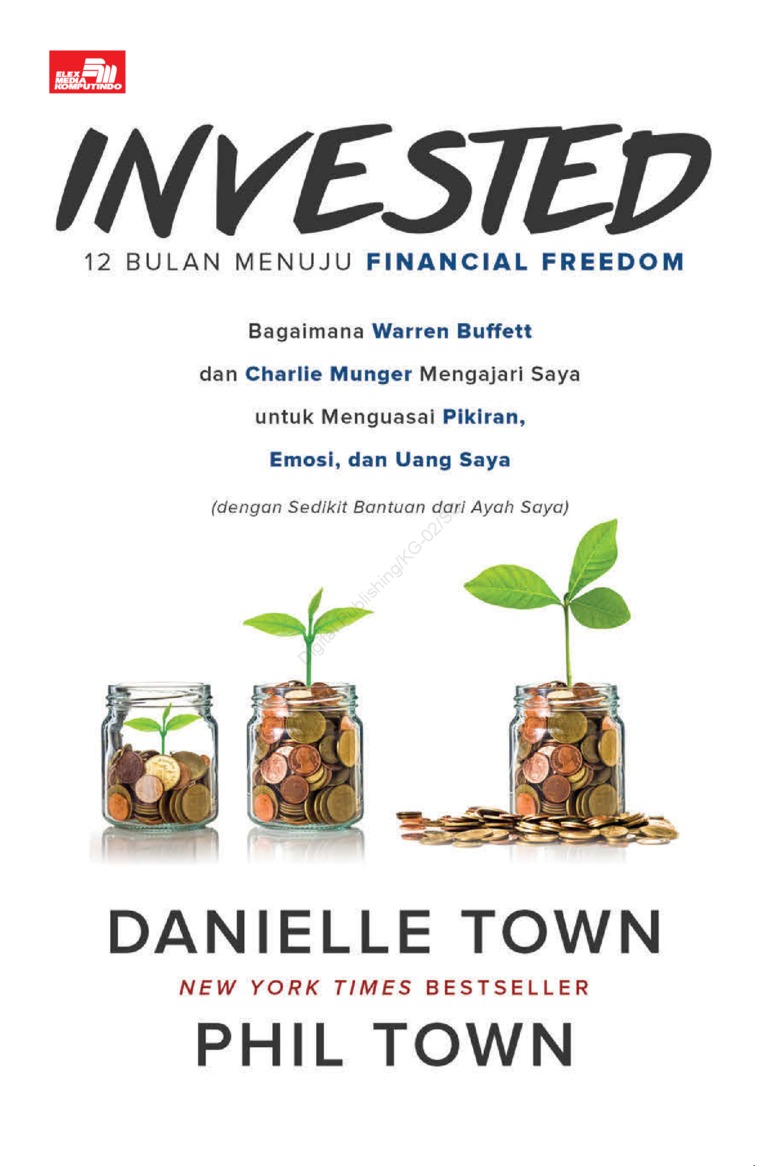 ELEX
MEDIA
KOMPUTINDO
INVESTED
12 BULAN MENUJU FINANCIAL FREEDOM
Bagaimana Warren Buffett
dan Charlie Munger Mengajari Saya
untuk Menguasai Pikiran,
Emosi, dan Uang Saya
(dengan Sedikit Bantuan dari Ayah Saya)
Digital Publishing/KG-02/S
DANIELLE TOWN
NEW YORK TIMES BESTSELLER
PHIL TOWN